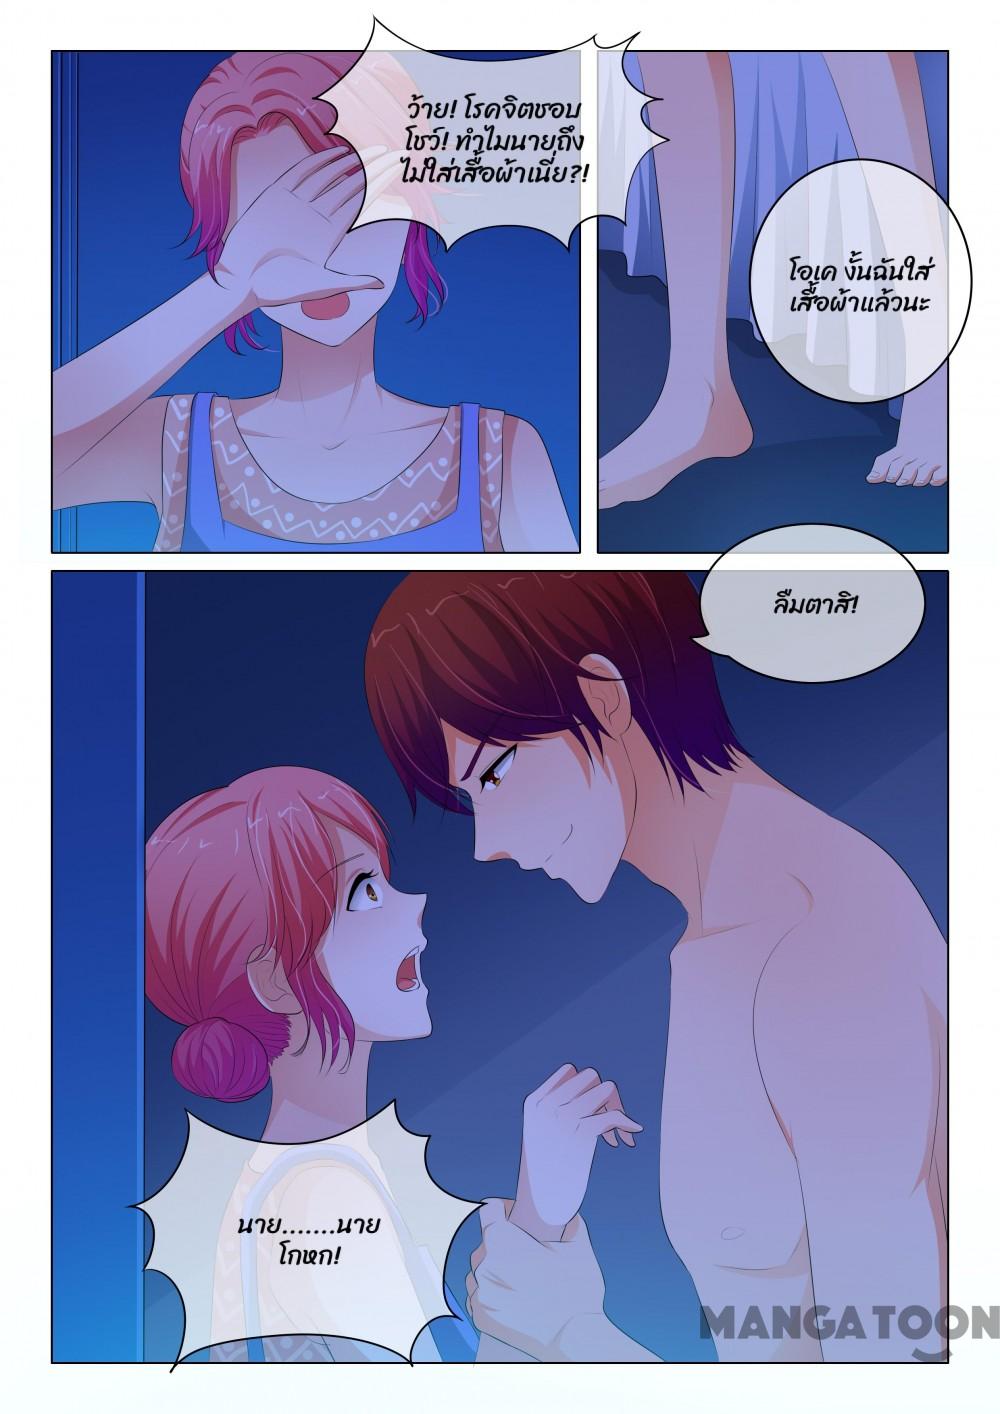 ว้าย! โรคจิตชอบ
โชว์! ทำไมนายถึง
ไม่ใส่เสื้อผ้าเนี่ย?!
โอเค งั้นฉันใส่
เสื้อผ้าแล้วนะ
ลืมตาสิ!
นาย.......นาย
โกหก!
MANGATOON